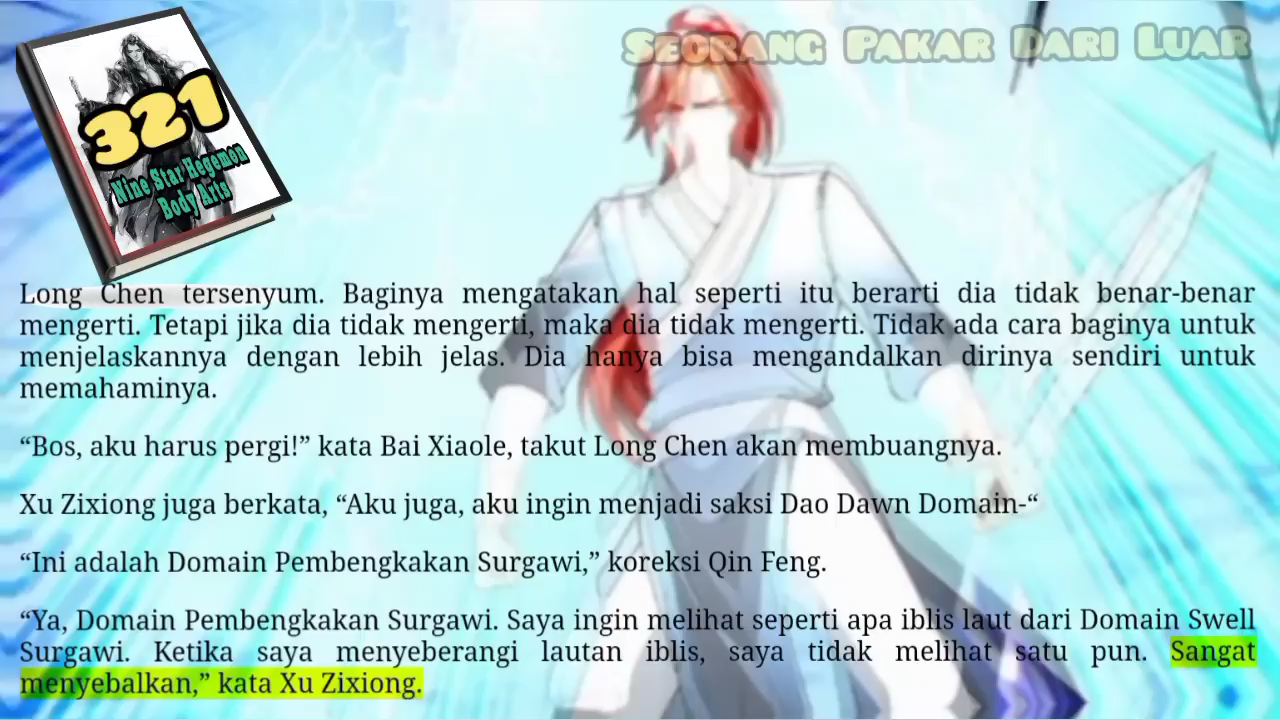 Seorang Pakar Dari Luar
321
Nine Star Hegemon
Body Arts
Long Chen tersenyum. Baginya mengatakan hal seperti itu berarti dia tidak benar-benar
mengerti. Tetapi jika dia tidak mengerti, maka dia tidak mengerti. Tidak ada cara baginya untuk
menjelaskannya dengan lebih jelas. Dia hanya bisa mengandalkan dirinya sendiri untuk
memahaminya.
“Bos, aku harus pergi!” kata Bai Xiaole, takut Long Chen akan membuangnya.
Xu Zixiong juga berkata, “Aku juga, aku ingin menjadi saksi Dao Dawn Domain-“
“Ini adalah Domain Pembengkakan Surgawi,” koreksi Qin Feng.
“Ya, Domain Pembengkakan Surgawi. Saya ingin melihat seperti apa iblis laut dari Domain Swell
Surgawi. Ketika saya menyeberangi lautan iblis, saya tidak melihat satu pun. Sangat
menyebalkan,” kata Xu Zixiong.